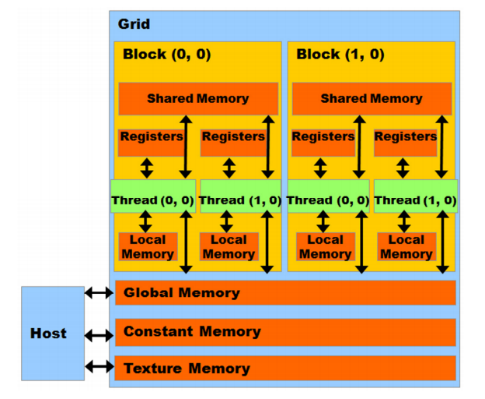 Grid
Block (0, 0)
Block (1, 0)
Shared Memory
Shared Memory
Registers
Registers
Registers
Registers
Thread (0, 0)
Thread (1, 0)
Thread (0, 0)
Thread (1, 0)
Local
Memory
Local
Memory
Local
Memory
Local
Memory
Host
Global Memory
Constant Memory
Texture Memory